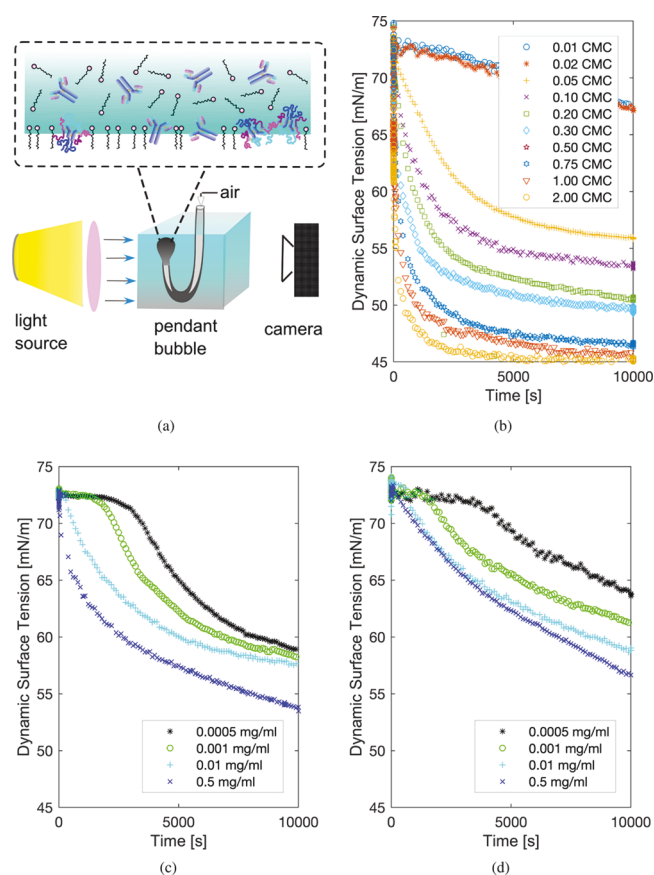 air
light
source
pendant
bubble
camera
(a)
Dynamic Surface Tension [mN/m]
75
70
65
60
55
50
45
0
5000
10000
Time [s]
0.01 CMC
0.02 CMC
0.05 CMC
0.10 CMC
0.20 CMC
0.30 CMC
0.50 CMC
0.75 CMC
1.00 CMC
2.00 CMC
(b)
Dynamic Surface Tension [mN/m]
75
70
65
60
55
50
45
0
5000
10000
Time [s]
0.0005 mg/ml
0.001 mg/ml
0.01 mg/ml
0.5 mg/ml
(c)
Dynamic Surface Tension [mN/m]
75
70
65
60
55
50
45
0
5000
10000
Time [s]
0.0005 mg/ml
0.001 mg/ml
0.01 mg/ml
0.5 mg/ml
(d)